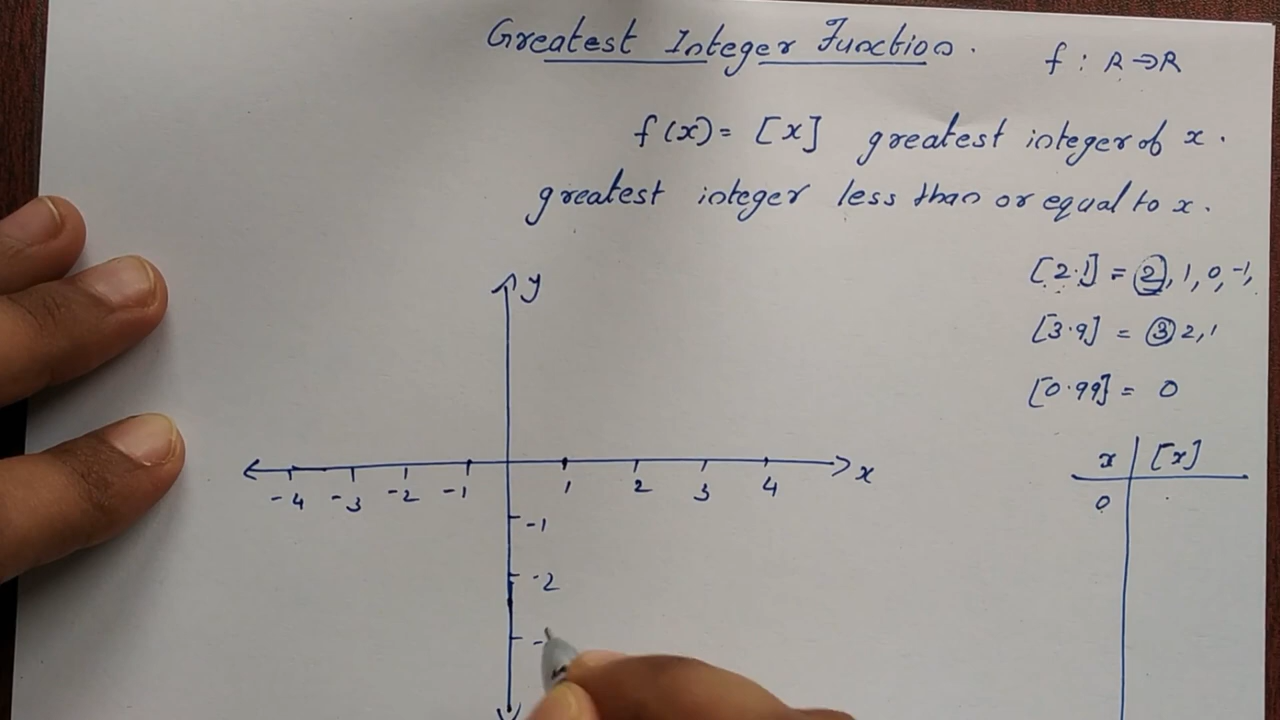 Greatest Integer Function.
f : R → R
f(x) = [x] greatest integer of x.
greatest integer less than or equal to x.
[2.1] = 2, 1, 0, -1,
[3.9] = 3 2, 1
[0.99] = 0
y
x [x]
0
x
-4 -3 -2 -1 1 2 3 4
-1
-2
-